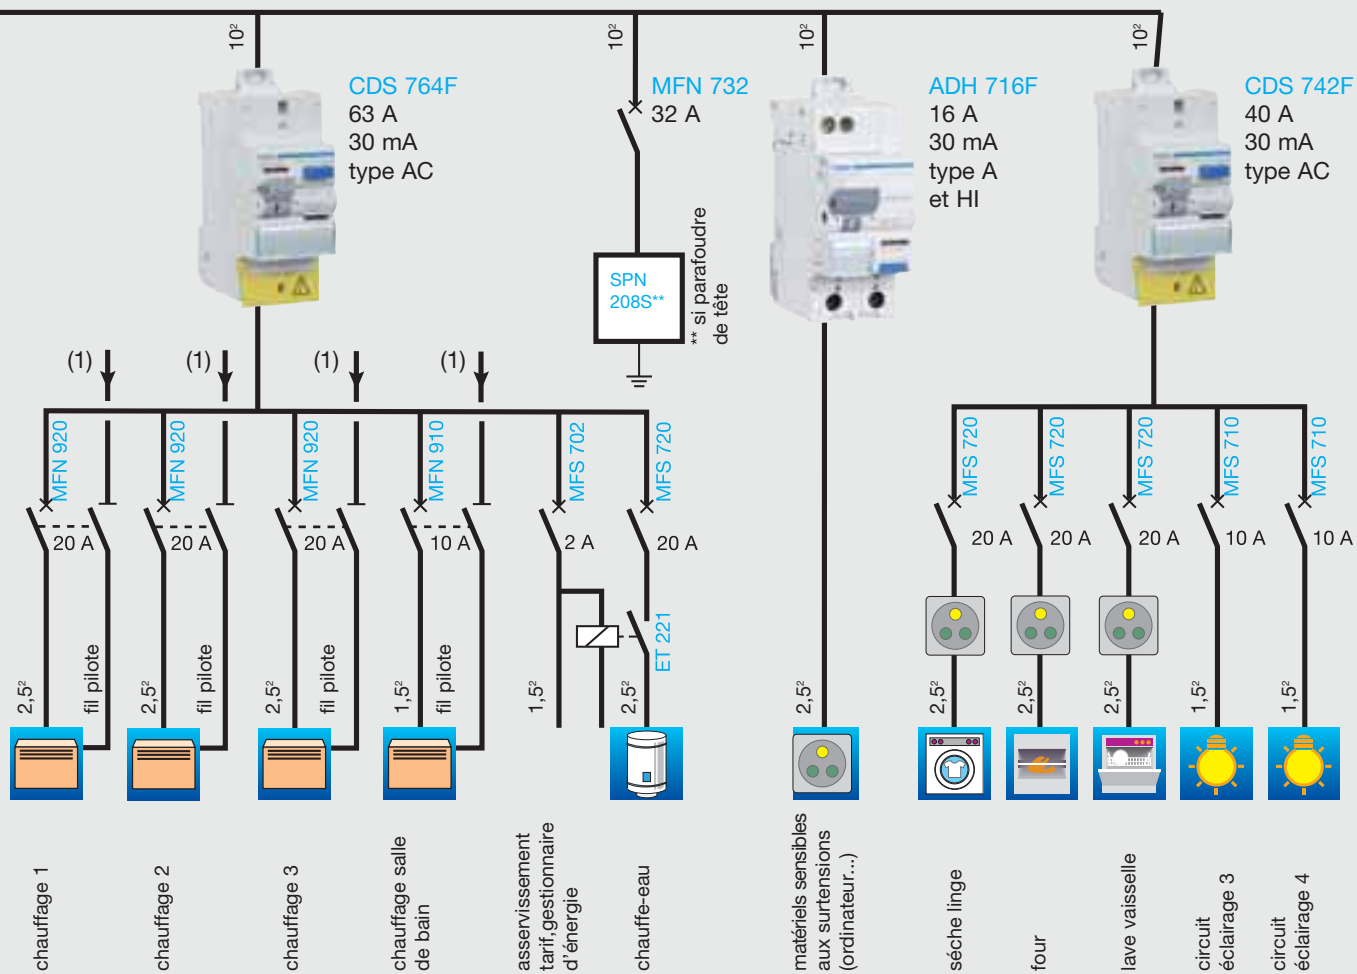 10²
10²
10²
10²
CDS 764F
63 A
30 mA
type AC
MFN 732
32 A
ADH 716F
16 A
30 mA
type A
et HI
CDS 742F
40 A
30 mA
type AC
SPN
208S**
** si parafoudre
de tête
(1)
(1)
(1)
(1)
MFN 920
MFN 920
MFN 920
MFN 910
MFS 702
MFS 720
MFS 720
MFS 720
MFS 720
MFS 710
MFS 710
20 A
20 A
20 A
10 A
2 A
20 A
20 A
20 A
20 A
10 A
10 A
ET 221
2,5²
fil pilote
2,5²
fil pilote
2,5²
fil pilote
1,5²
fil pilote
1,5²
2,5²
2,5²
2,5²
2,5²
2,5²
1,5²
1,5²
chauffage 1
chauffage 2
chauffage 3
chauffage salle
de bain
asservissement
tarif,gestionnaire
d'énergie
chauffe-eau
matériels sensibles
aux surtensions
(ordinateur...)
séche linge
four
lave vaisselle
circuit
éclairage 3
circuit
éclairage 4